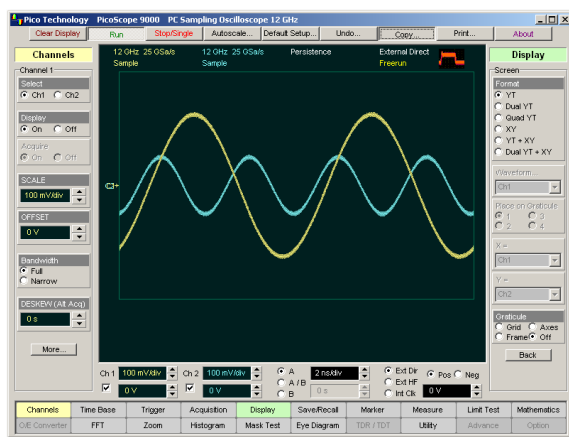 Pico Technology PicoScope 9000 PC Sampling Oscilloscope 12 GHz
Clear Display Run Stop/Single Autoscale... Default Setup... Undo... Copy... Print... About
Channels
Channel 1
Select
Ch1 Ch2
Display
On Off
Acquire
On Off
SCALE
100 mV/div
OFFSET
0 V
Bandwidth
Full
Narrow
DESKEW (Alt Acq)
0 s
More...
12 GHz 25 GSa/s 12 GHz 25 GSa/s Persistence External Direct
Sample Sample Freerun
Display
Screen
Format
YT
Dual YT
Quad YT
XY
YT + XY
Dual YT + XY
Waveform...
Ch1
Place on Graticule
1 3
2 4
X =
Ch1
Y =
Ch2
Graticule
Grid Axes
Frame Off
Back
Ch 1 100 mV/div Ch 2 100 mV/div A 2 ns/div Ext Dir Pos Neg
A / B Ext HF
0 V 0 V B 0 s Int Clk 0 V
Channels Time Base Trigger Acquisition Display Save/Recall Marker Measure Limit Test Mathematics
O/E Converter FFT Zoom Histogram Mask Test Eye Diagram TDR / TDT Utility Advance Option